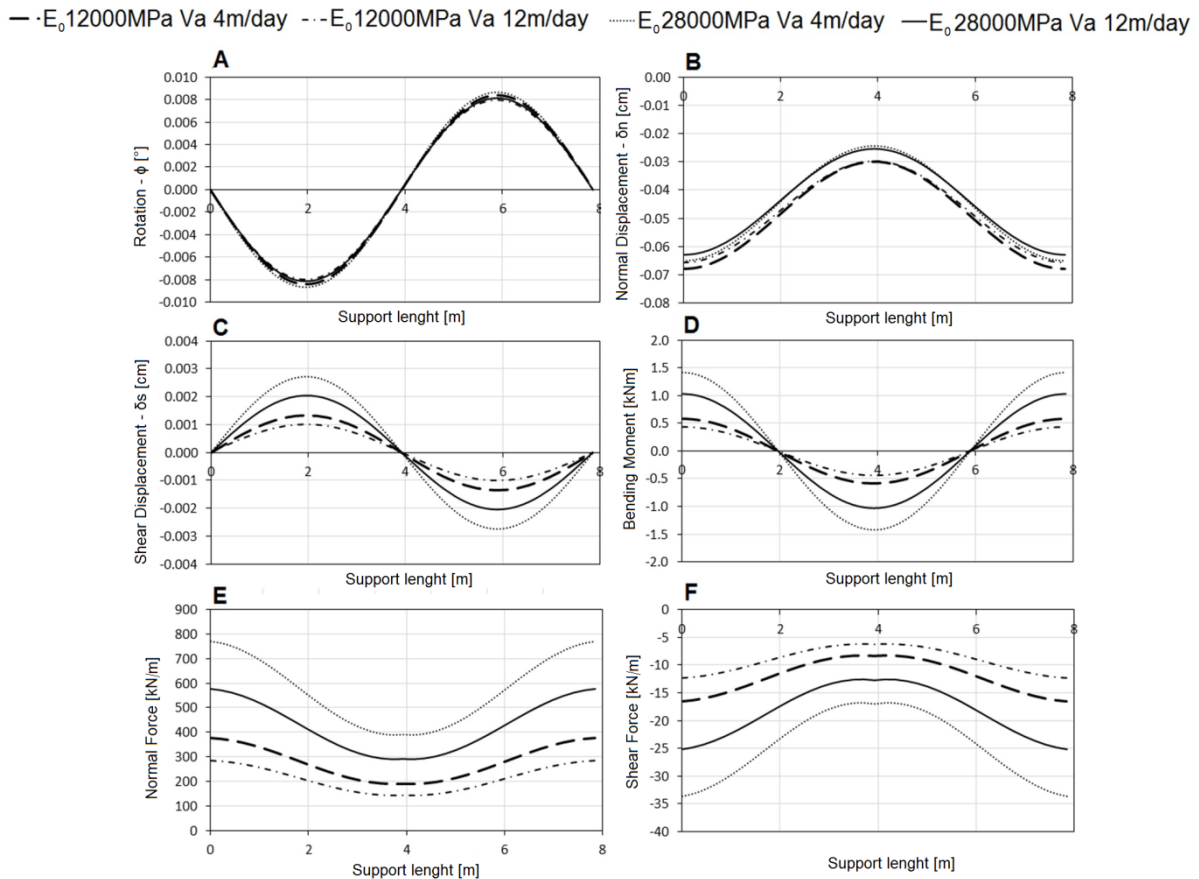 E₀12000MPa Va 4m/day E₀12000MPa Va 12m/day E₀28000MPa Va 4m/day E₀28000MPa Va 12m/day
A
Rotation - ϕ [°]
0.010
0.008
0.006
0.004
0.002
0.000
-0.002
-0.004
-0.006
-0.008
-0.010
0 2 4 6 8
Support lenght [m]
B
Normal Displacement - δn [cm]
0.00
-0.01
-0.02
-0.03
-0.04
-0.05
-0.06
-0.07
-0.08
0 2 4 6 8
Support lenght [m]
C
Shear Displacement - δs [cm]
0.004
0.003
0.002
0.001
0.000
-0.001
-0.002
-0.003
-0.004
0 2 4 6 8
Support lenght [m]
D
Bending Moment [kNm]
2.0
1.5
1.0
0.5
0.0
-0.5
-1.0
-1.5
-2.0
0 2 4 6 8
Support lenght [m]
E
Normal Force [kN/m]
900
800
700
600
500
400
300
200
100
0
0 2 4 6 8
Support lenght [m]
F
Shear Force [kN/m]
0
-5
-10
-15
-20
-25
-30
-35
-40
0 2 4 6 8
Support lenght [m]